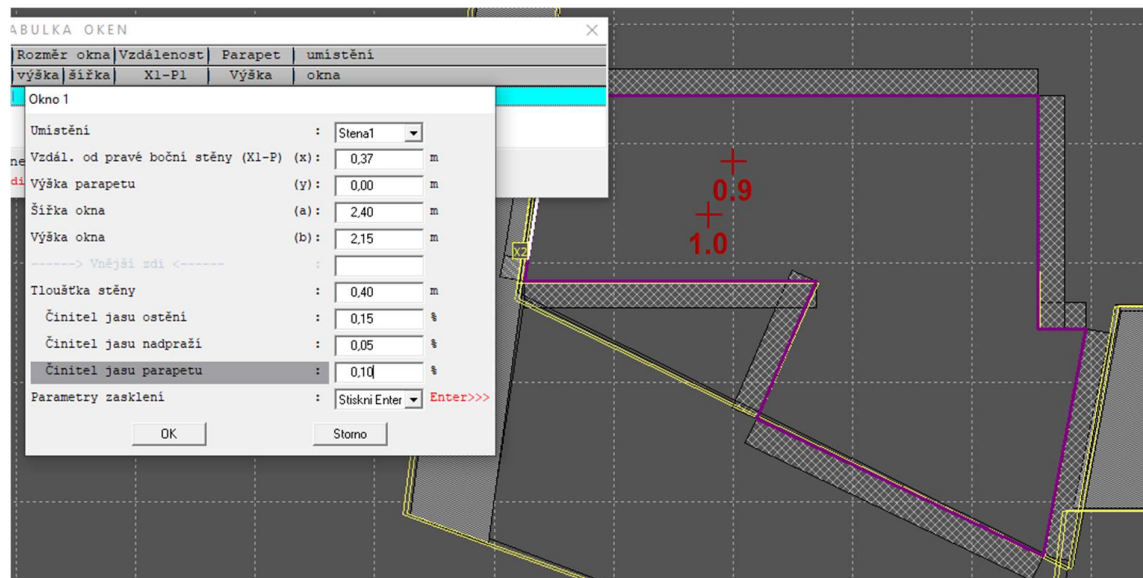 ABULKA OKEN
Rozměr okna Vzdálenost Parapet umístění
výška šířka X1-P1 Výška okna
Okno 1
Umístění : Stena1
Vzdál. od pravé boční stěny (X1-P) (x): 0,37 m
Výška parapetu (y): 0,00 m
Šířka okna (a): 2,40 m
Výška okna (b): 2,15 m
------> Vnější zdi <------ :
Tloušťka stěny : 0,40 m
Činitel jasu ostění : 0,15 %
Činitel jasu nadpraží : 0,05 %
Činitel jasu parapetu : 0,10 %
Parametry zasklení : Stiskni Enter Enter>>>
OK Storno
0.9
1.0
X2